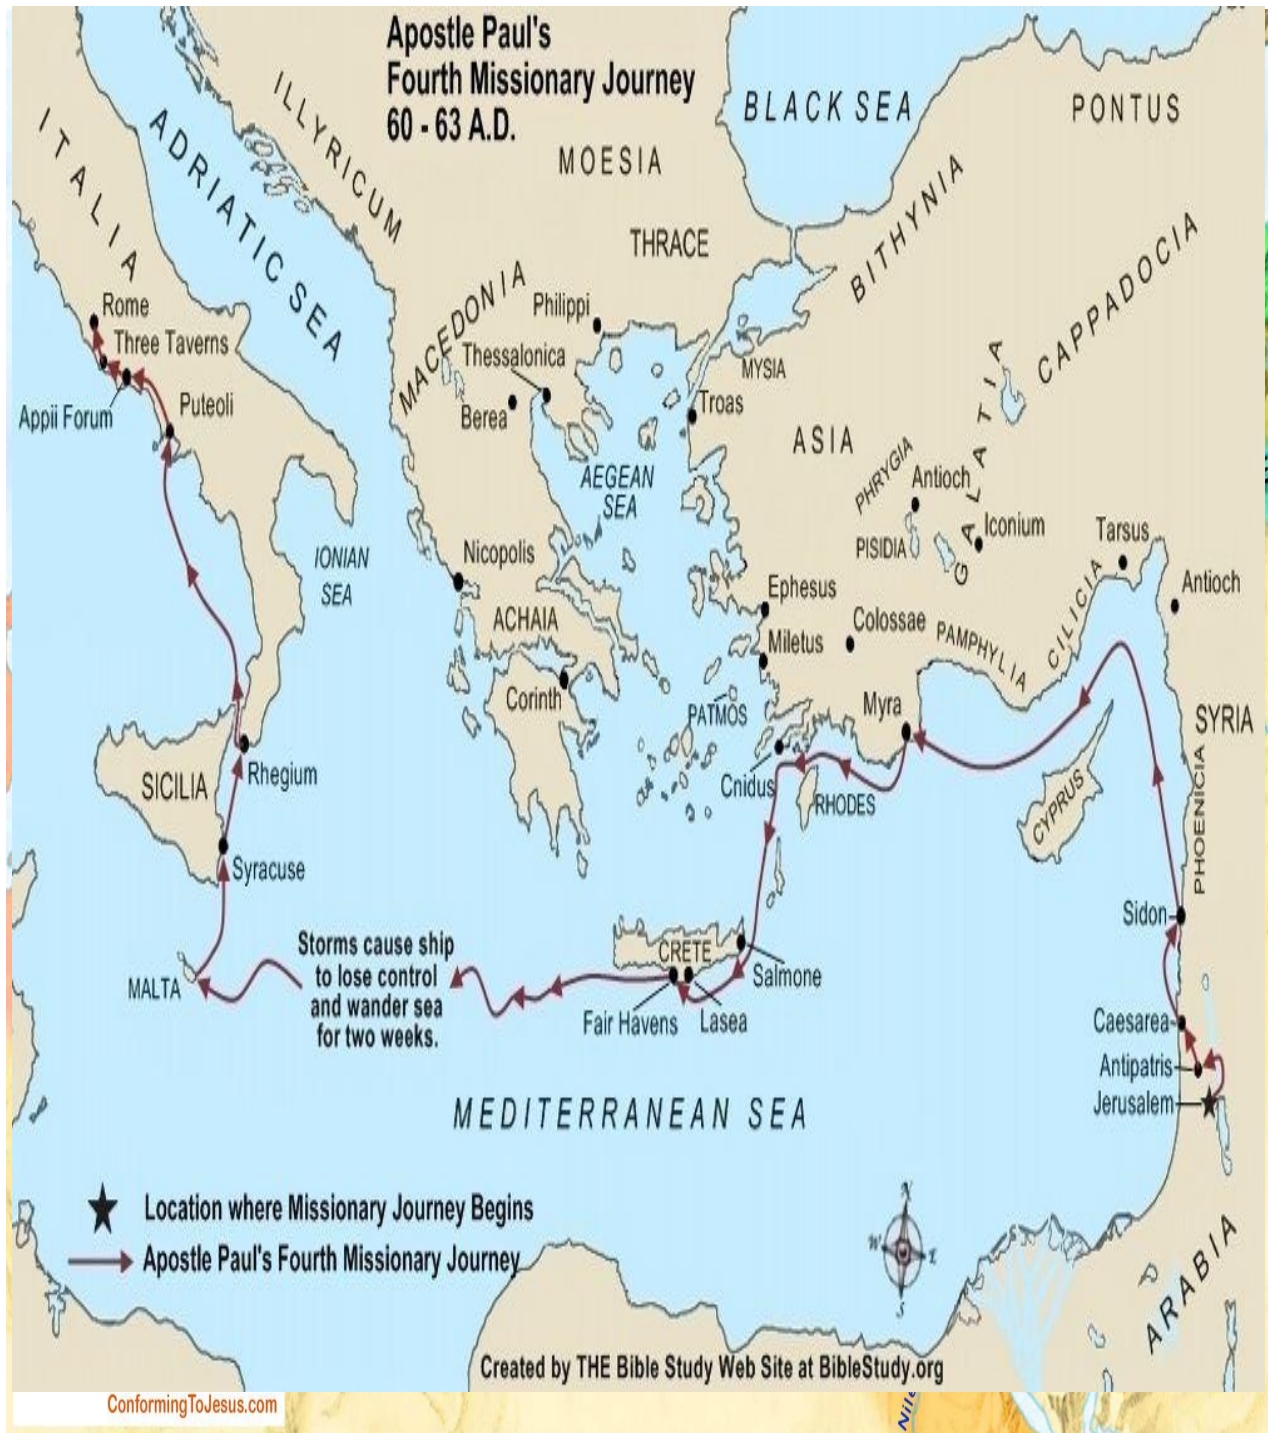 Apostle Paul's
Fourth Missionary Journey
60 - 63 A.D.
BLACK SEA
PONTUS
ITALIA
ADRIATIC SEA
ILLYRICUM
MOESIA
THRACE
BITHYNIA
CAPPADOCIA
MACEDONIA
Philippi
Rome
Three Taverns
Thessalonica
MYSIA
Appii Forum
Puteoli
Berea
Troas
ASIA
GALATIA
PHRYGIA
Antioch
AEGEAN
SEA
Iconium
Tarsus
PISIDIA
IONIAN
SEA
Nicopolis
Antioch
Ephesus
ACHAIA
Colossae
CILICIA
Miletus
PAMPHYLIA
Corinth
PATMOS
Myra
SYRIA
SICILIA
Rhegium
Cnidus
RHODES
CYPRUS
PHOENICIA
Syracuse
Sidon
Storms cause ship
to lose control
and wander sea
for two weeks.
CRETE
Salmone
MALTA
Fair Havens
Lasea
Caesarea
Antipatris
Jerusalem
MEDITERRANEAN SEA
Location where Missionary Journey Begins
Apostle Paul's Fourth Missionary Journey
N
W
E
S
ARABIA
Created by THE Bible Study Web Site at BibleStudy.org
ConformingToJesus.com
Nile